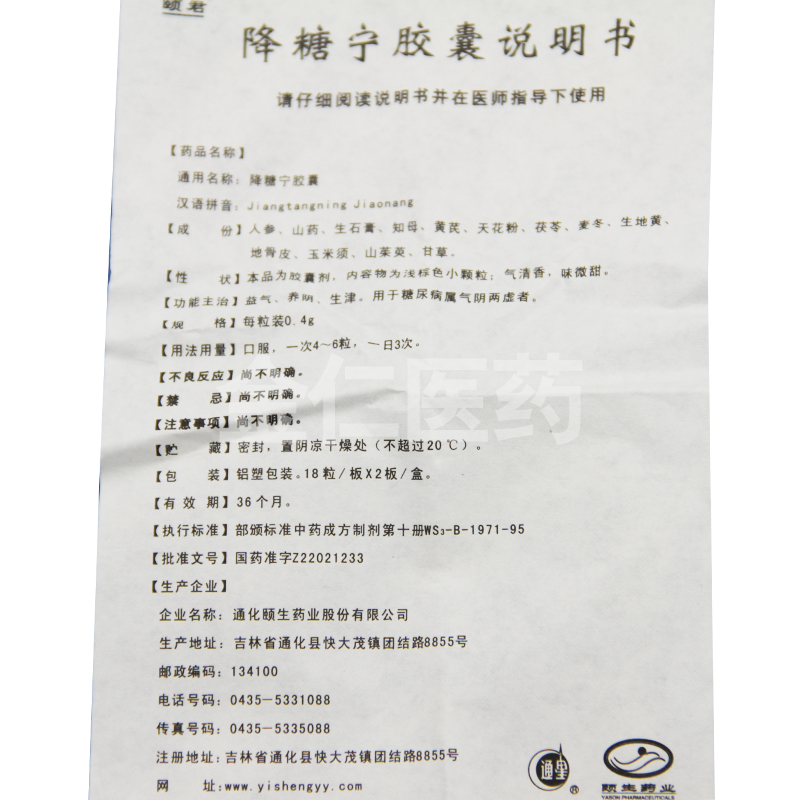 颐君
降糖宁胶囊说明书
请仔细阅读说明书并在医师指导下使用
【药品名称】
通用名称：降糖宁胶囊
汉语拼音：Jiangtangning Jiaonang
【成 份】人参、山药、生石膏、知母、黄芪、天花粉、茯苓、麦冬、生地黄、
地骨皮、玉米须、山茱萸、甘草。
【性 状】本品为胶囊剂，内容物为浅棕色小颗粒；气清香，味微甜。
【功能主治】益气、养阴、生津。用于糖尿病属气阴两虚者。
【规 格】每粒装0.4g
【用法用量】口服，一次4～6粒，一日3次。
【不良反应】尚不明确。
【禁 忌】尚不明确。
【注意事项】尚不明确。
【贮 藏】密封，置阴凉干燥处（不超过20℃）。
【包 装】铝塑包装。18粒/板X2板/盒。
【有 效 期】36个月。
【执行标准】部颁标准中药成方制剂第十册WS₃-B-1971-95
【批准文号】国药准字Z22021233
【生产企业】
企业名称：通化颐生药业股份有限公司
生产地址：吉林省通化县快大茂镇团结路8855号
邮政编码：134100
电话号码：0435-5331088
传真号码：0435-5335088
注册地址：吉林省通化县快大茂镇团结路8855号
网 址：www.yishengyy.com
通里®
颐生药业
YASON PHARMACEUTICALS
仁医药